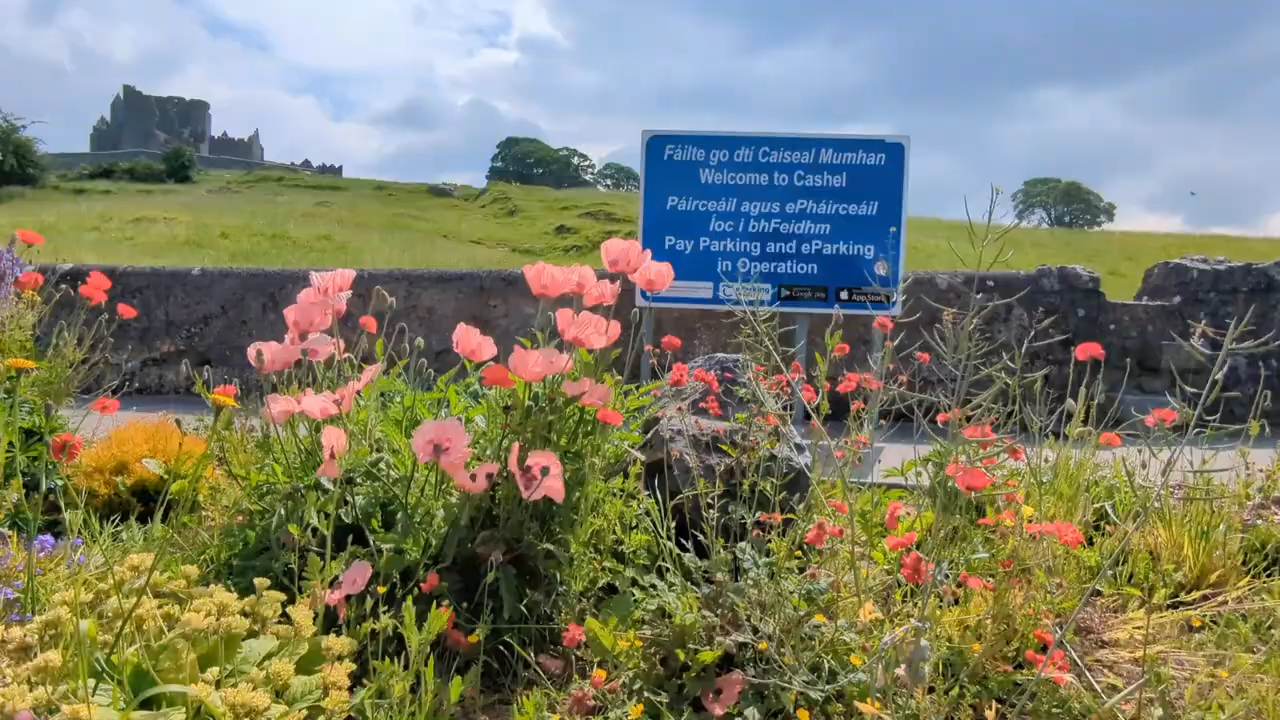 Fáilte go dtí Caiseal Mumhan
Welcome to Cashel
Páirceáil agus ePháirceáil
Íoc i bhFeidhm
Pay Parking and eParking
in Operation
Google play
App Store